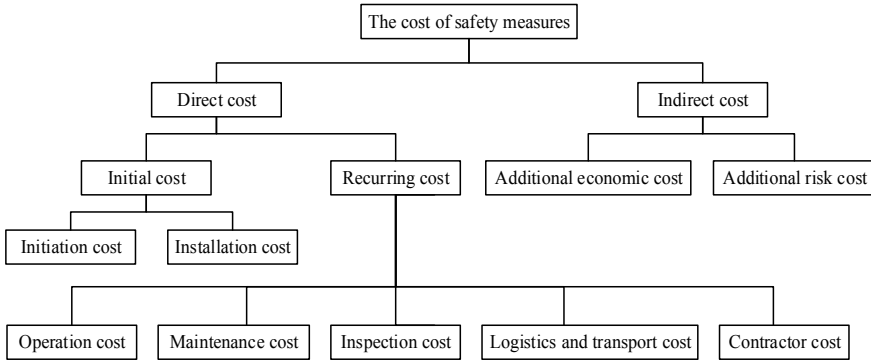 The cost of safety measures
Direct cost
Indirect cost
Initial cost
Recurring cost
Additional economic cost
Additional risk cost
Initiation cost
Installation cost
Operation cost
Maintenance cost
Inspection cost
Logistics and transport cost
Contractor cost